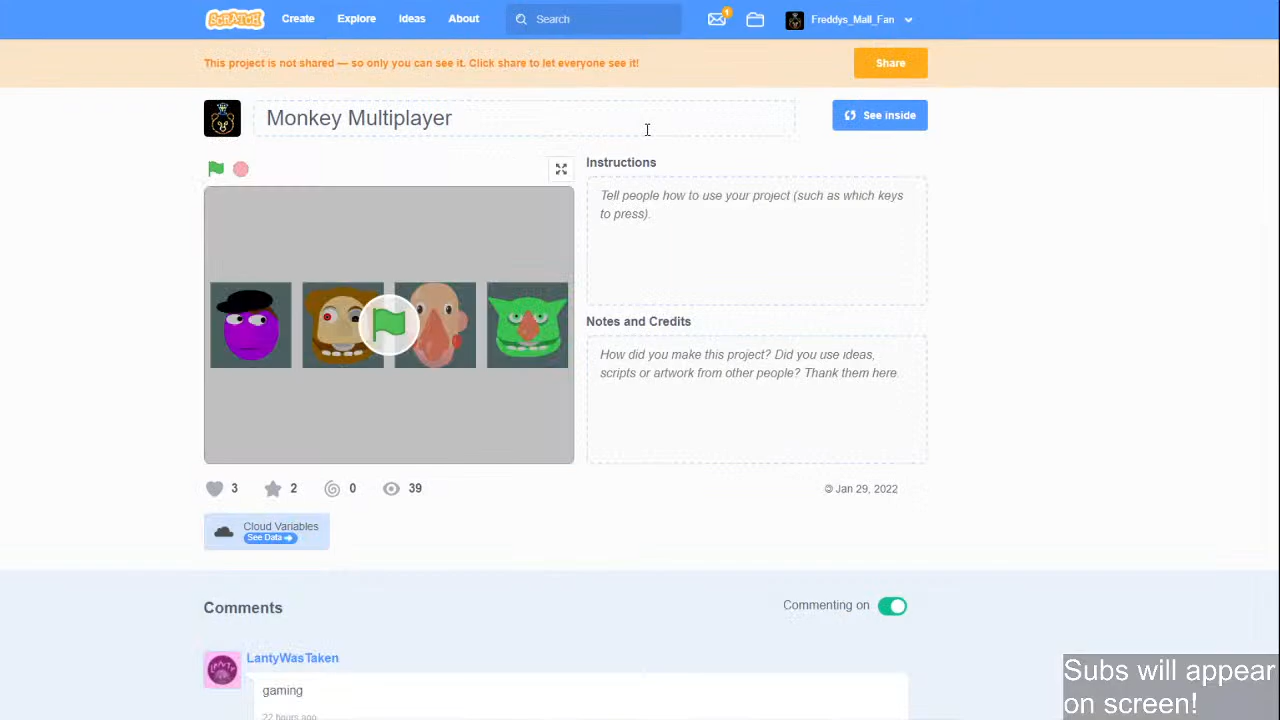 SCRATCH Create Explore Ideas About Search 1 Freddys_Mall_Fan
This project is not shared — so only you can see it. Click share to let everyone see it! Share
Monkey Multiplayer See inside
Instructions
Tell people how to use your project (such as which keys
to press).
Notes and Credits
How did you make this project? Did you use ideas,
scripts or artwork from other people? Thank them here.
3 2 0 39 © Jan 29, 2022
Cloud Variables
See Data
Comments Commenting on
LantyWasTaken
gaming
22 hours ago
Subs will appear
on screen!